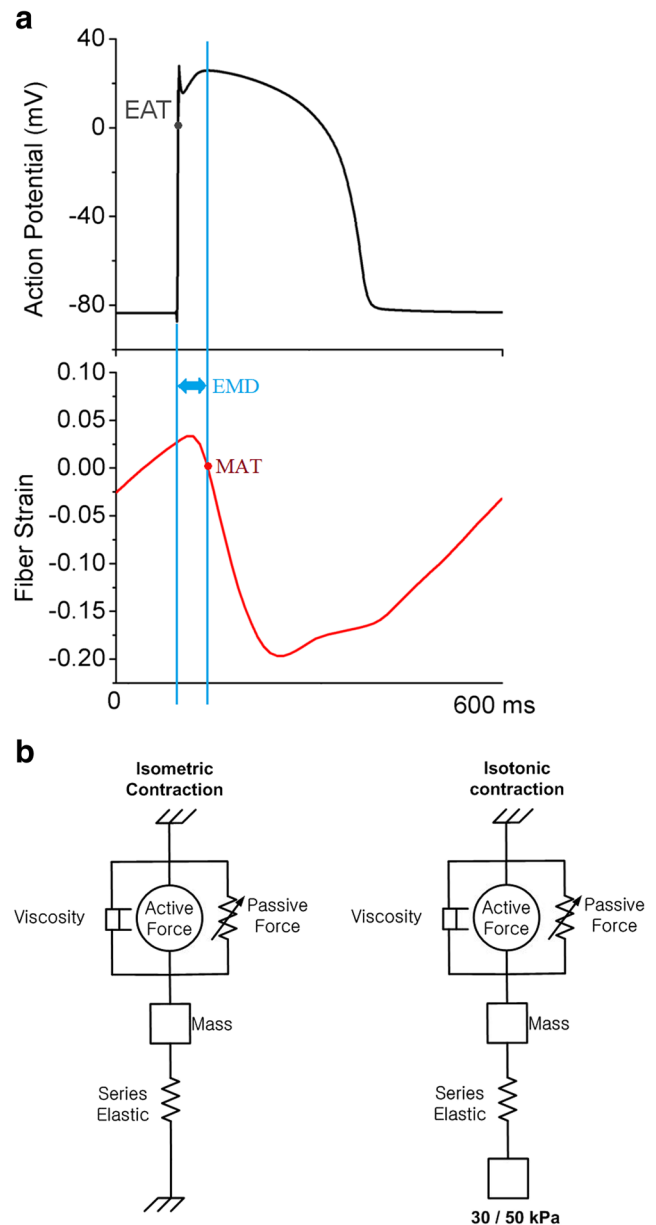 a
40
0
-40
-80
Action Potential (mV)
EAT
0.10
0.05
0.00
-0.05
-0.10
-0.15
-0.20
Fiber Strain
EMD
MAT
0
600 ms
b
Isometric
Contraction
Viscosity
Active
Force
Passive
Force
Mass
Series
Elastic
Isotonic
contraction
Viscosity
Active
Force
Passive
Force
Mass
Series
Elastic
30 / 50 kPa